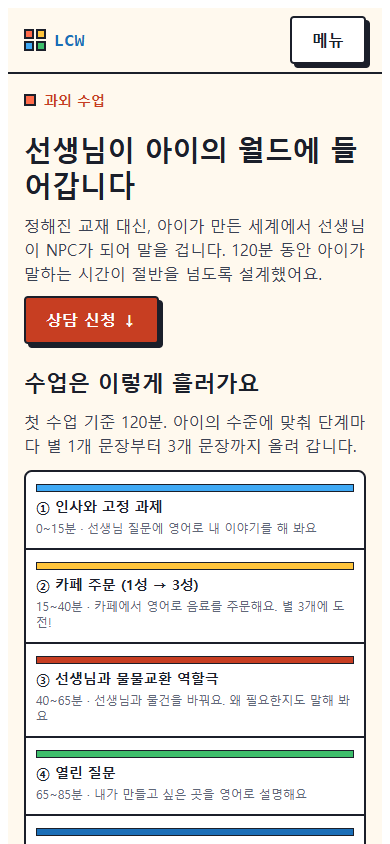 LCW
메뉴
과외 수업
선생님이 아이의 월드에 들
어갑니다
정해진 교재 대신, 아이가 만든 세계에서 선생님
이 NPC가 되어 말을 겁니다. 120분 동안 아이가
말하는 시간이 절반을 넘도록 설계했어요.
상담 신청 ↓
수업은 이렇게 흘러가요
첫 수업 기준 120분. 아이의 수준에 맞춰 단계마
다 별 1개 문장부터 3개 문장까지 올려 갑니다.
① 인사와 고정 과제
0~15분 · 선생님 질문에 영어로 내 이야기를 해 봐요
② 카페 주문 (1성 → 3성)
15~40분 · 카페에서 영어로 음료를 주문해요. 별 3개에 도
전!
③ 선생님과 물물교환 역할극
40~65분 · 선생님과 물건을 바꿔요. 왜 필요한지도 말해 봐
요
④ 열린 질문
65~85분 · 내가 만들고 싶은 곳을 영어로 설명해요